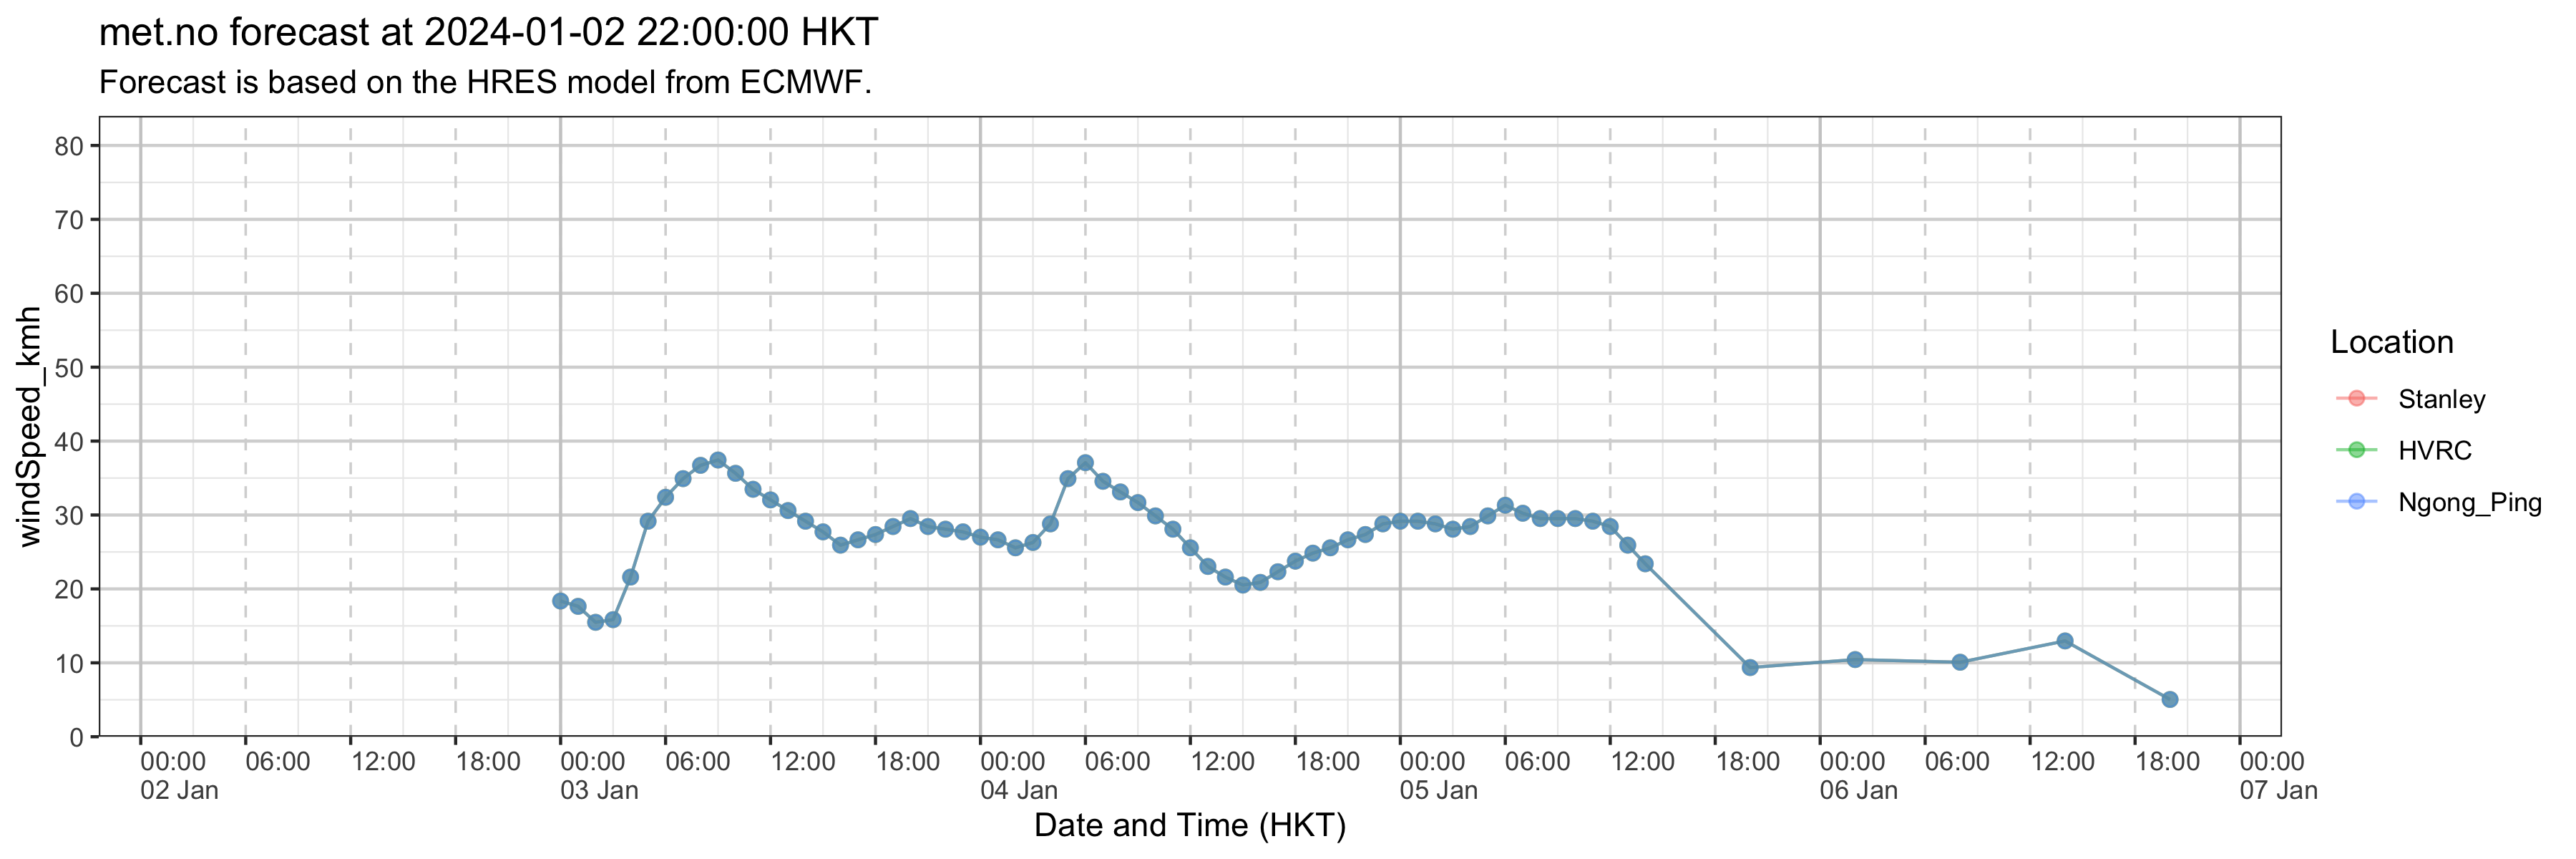 met.no forecast at 2024-01-02 22:00:00 HKT
Forecast is based on the HRES model from ECMWF.
windSpeed_kmh
80
70
60
50
40
30
20
10
0
00:00 06:00 12:00 18:00 00:00 06:00 12:00 18:00 00:00 06:00 12:00 18:00 00:00 06:00 12:00 18:00 00:00 06:00 12:00 18:00 00:00
02 Jan 03 Jan 04 Jan 05 Jan 06 Jan 07 Jan
Date and Time (HKT)
Location
Stanley
HVRC
Ngong_Ping